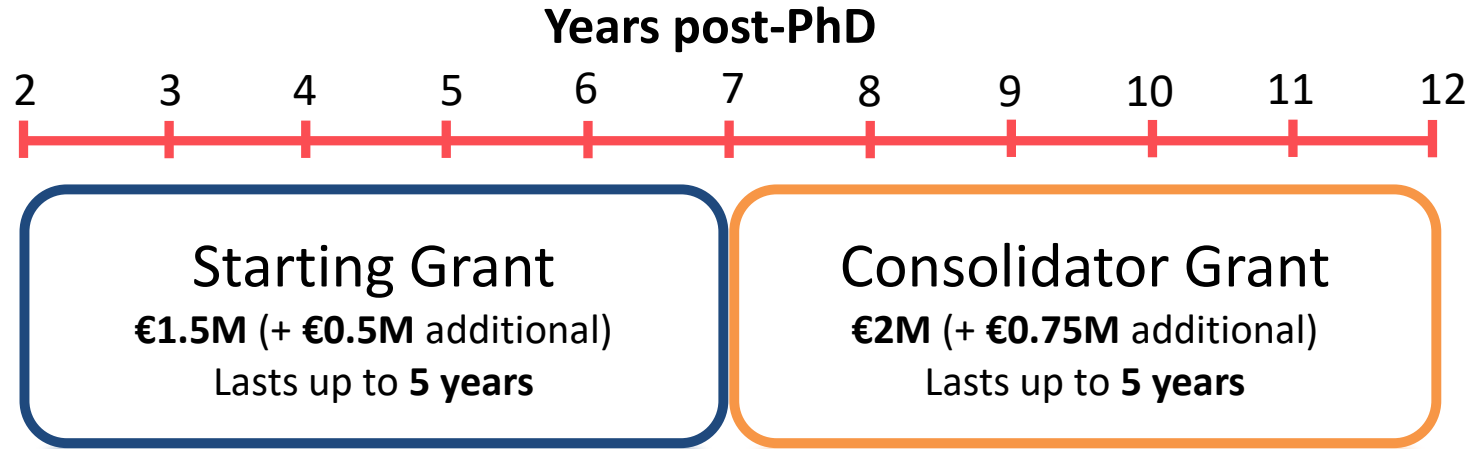 Years post-PhD
2 3 4 5 6 7 8 9 10 11 12
Starting Grant
€1.5M (+ €0.5M additional)
Lasts up to 5 years
Consolidator Grant
€2M (+ €0.75M additional)
Lasts up to 5 years